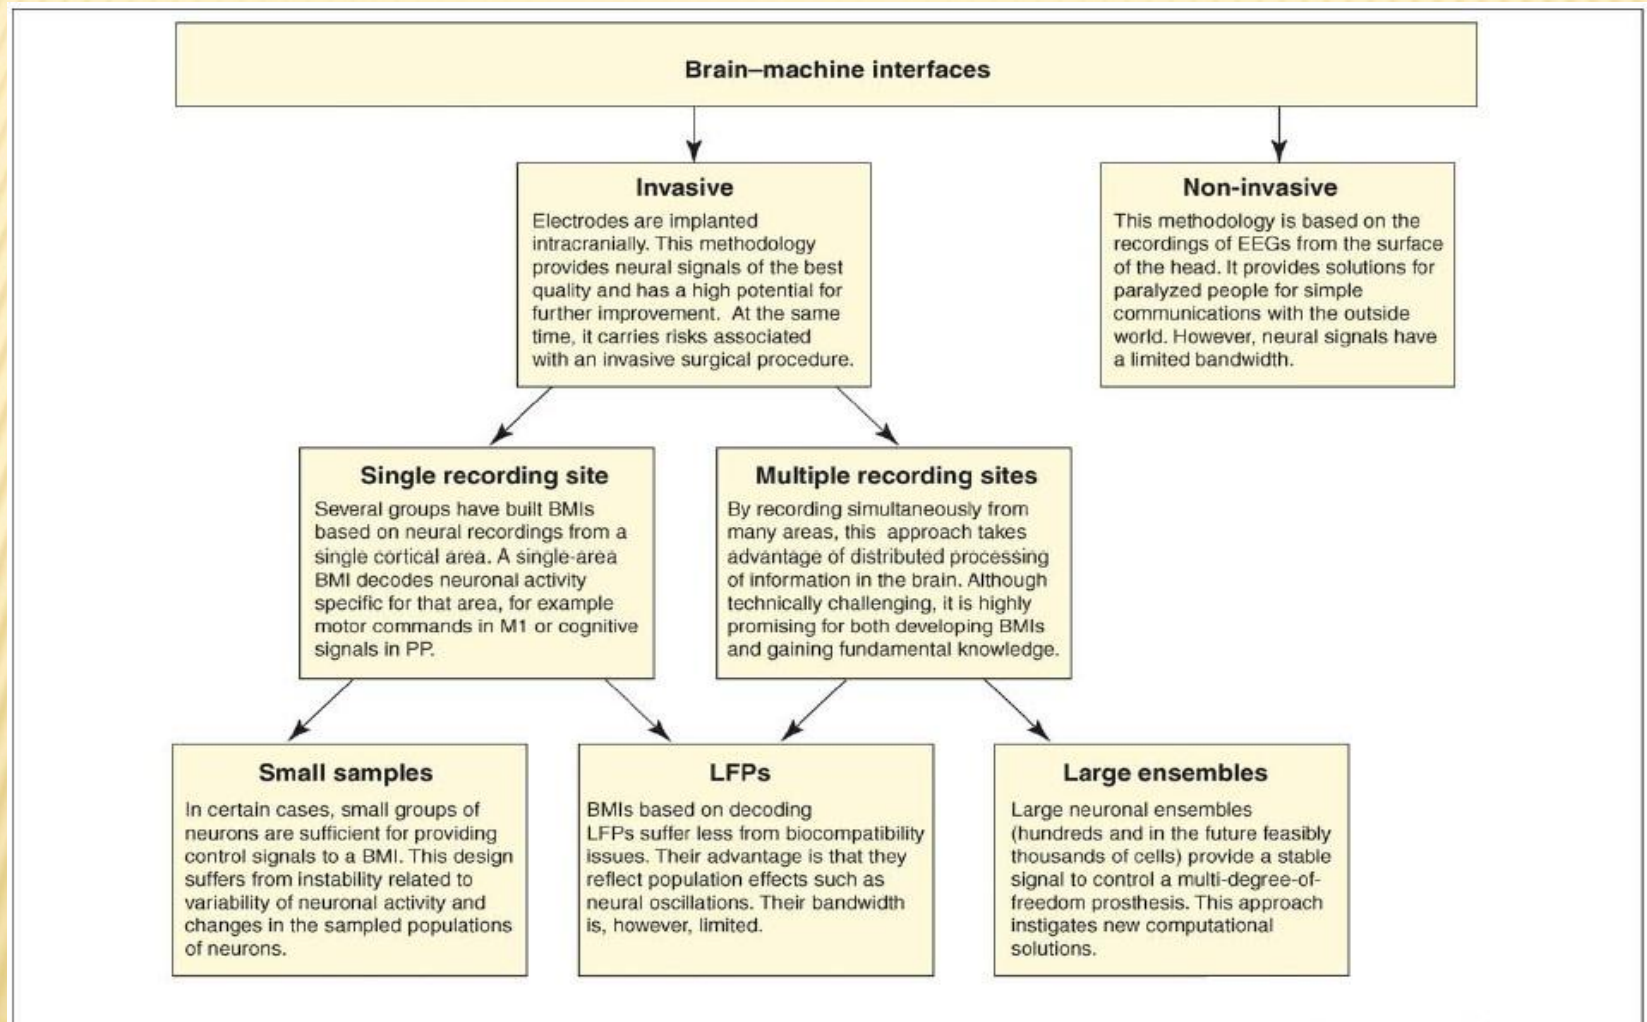 Brain–machine interfaces
Invasive
Electrodes are implanted
intracranially. This methodology
provides neural signals of the best
quality and has a high potential for
further improvement.  At the same
time, it carries risks associated
with an invasive surgical procedure.
Non-invasive
This methodology is based on the
recordings of EEGs from the surface
of the head. It provides solutions for
paralyzed people for simple
communications with the outside
world. However, neural signals have
a limited bandwidth.
Single recording site
Several groups have built BMIs
based on neural recordings from a
single cortical area. A single-area
BMI decodes neuronal activity
specific for that area, for example
motor commands in M1 or cognitive
signals in PP.
Multiple recording sites
By recording simultaneously from
many areas, this  approach takes
advantage of distributed processing
of information in the brain. Although
technically challenging, it is highly
promising for both developing BMIs
and gaining fundamental knowledge.
Small samples
In certain cases, small groups of
neurons are sufficient for providing
control signals to a BMI. This design
suffers from instability related to
variability of neuronal activity and
changes in the sampled populations
of neurons.
LFPs
BMIs based on decoding
LFPs suffer less from biocompatibility
issues. Their advantage is that they
reflect population effects such as
neural oscillations. Their bandwidth
is, however, limited.
Large ensembles
Large neuronal ensembles
(hundreds and in the future feasibly
thousands of cells) provide a stable
signal to control a multi-degree-of-
freedom prosthesis. This approach
instigates new computational
solutions.